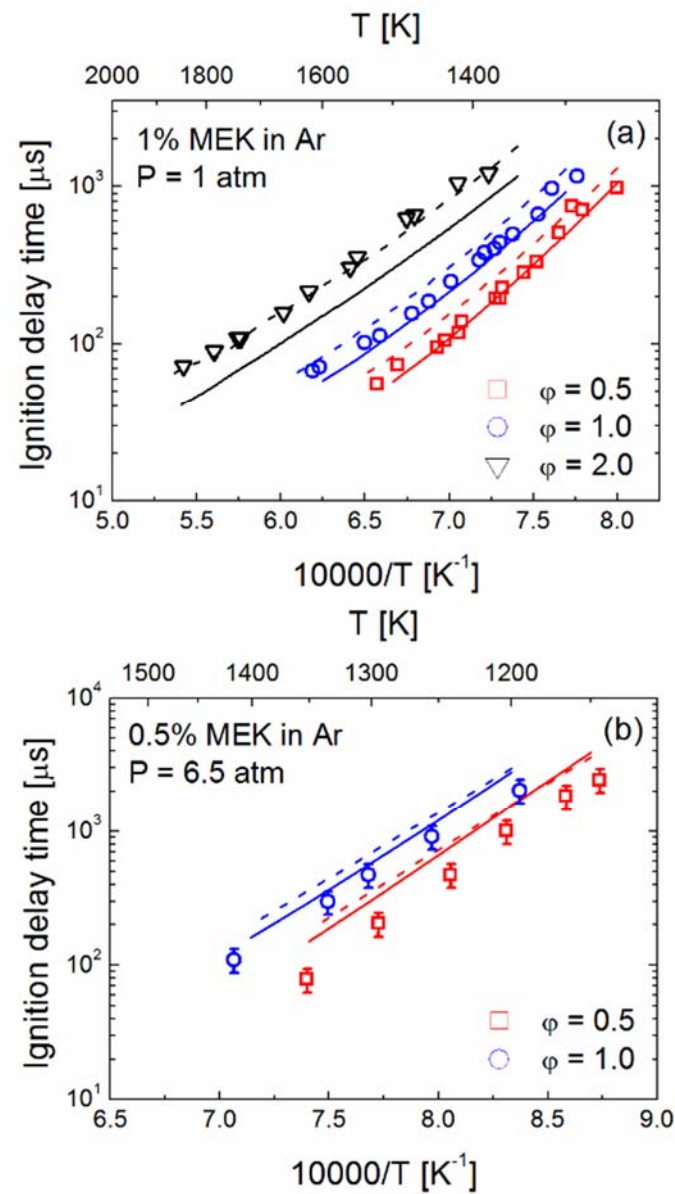 T [K]
2000 1800 1600 1400
1% MEK in Ar (a)
P = 1 atm
10³
10²
10¹
Ignition delay time [µs]
φ = 0.5
φ = 1.0
φ = 2.0
5.0 5.5 6.0 6.5 7.0 7.5 8.0
10000/T [K⁻¹]
T [K]
1500 1400 1300 1200
0.5% MEK in Ar (b)
P = 6.5 atm
10⁴
10³
10²
10¹
Ignition delay time [µs]
φ = 0.5
φ = 1.0
6.5 7.0 7.5 8.0 8.5 9.0
10000/T [K⁻¹]